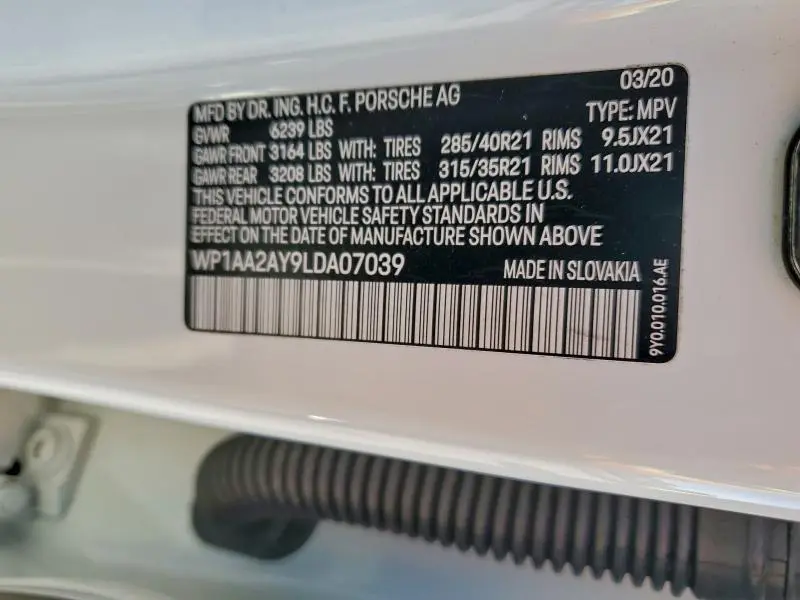 03/20
MFD BY DR. ING. H.C. F. PORSCHE AG TYPE: MPV
GVWR 6239 LBS
GAWR FRONT 3164 LBS WITH: TIRES 285/40R21 RIMS 9.5JX21
GAWR REAR 3208 LBS WITH: TIRES 315/35R21 RIMS 11.0JX21
THIS VEHICLE CONFORMS TO ALL APPLICABLE U.S.
FEDERAL MOTOR VEHICLE SAFETY STANDARDS IN
EFFECT ON THE DATE OF MANUFACTURE SHOWN ABOVE
WP1AA2AY9LDA07039 MADE IN SLOVAKIA
9Y0.010.016.AE